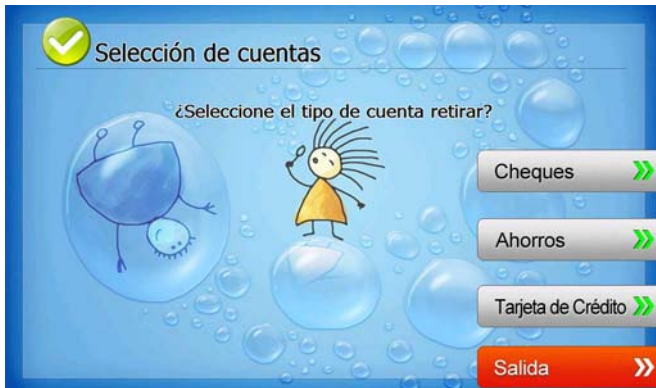 Selección de cuentas
¿Seleccione el tipo de cuenta retirar?
Cheques
Ahorros
Tarjeta de Crédito
Salida